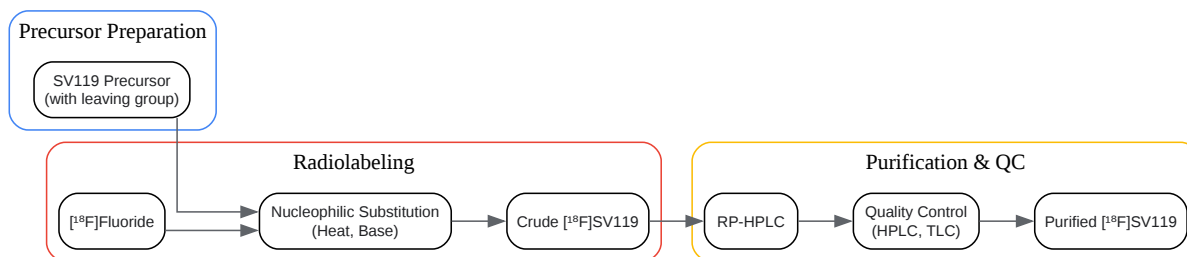 Precursor Preparation
SV119 Precursor
(with leaving group)
Radiolabeling
[¹⁸F]Fluoride
Nucleophilic Substitution
(Heat, Base)
Crude [¹⁸F]SV119
Purification & QC
RP-HPLC
Quality Control
(HPLC, TLC)
Purified [¹⁸F]SV119